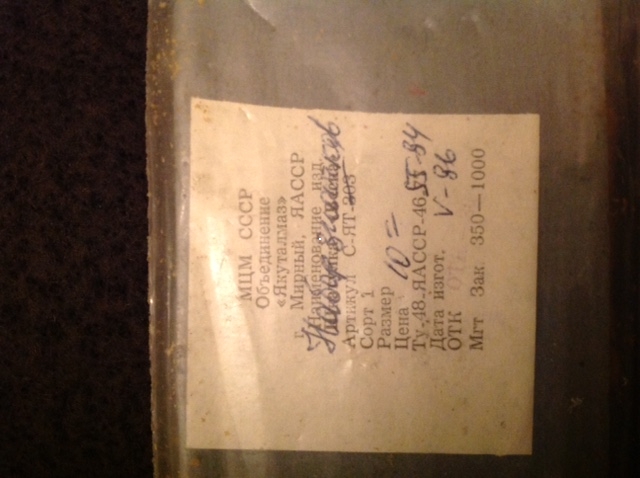 МЦМ СССР
Объединение
«Якуталмаз»
г. Мирный, ЯАССР
Наименование изд.
Набор
Артикул С-ЯТ-203
Сорт 1
Размер
Цена 10=
Ту-48-ЯАССР-46 55-84
Дата изгот. V-86
ОТК
Мгт Зак 350—1000